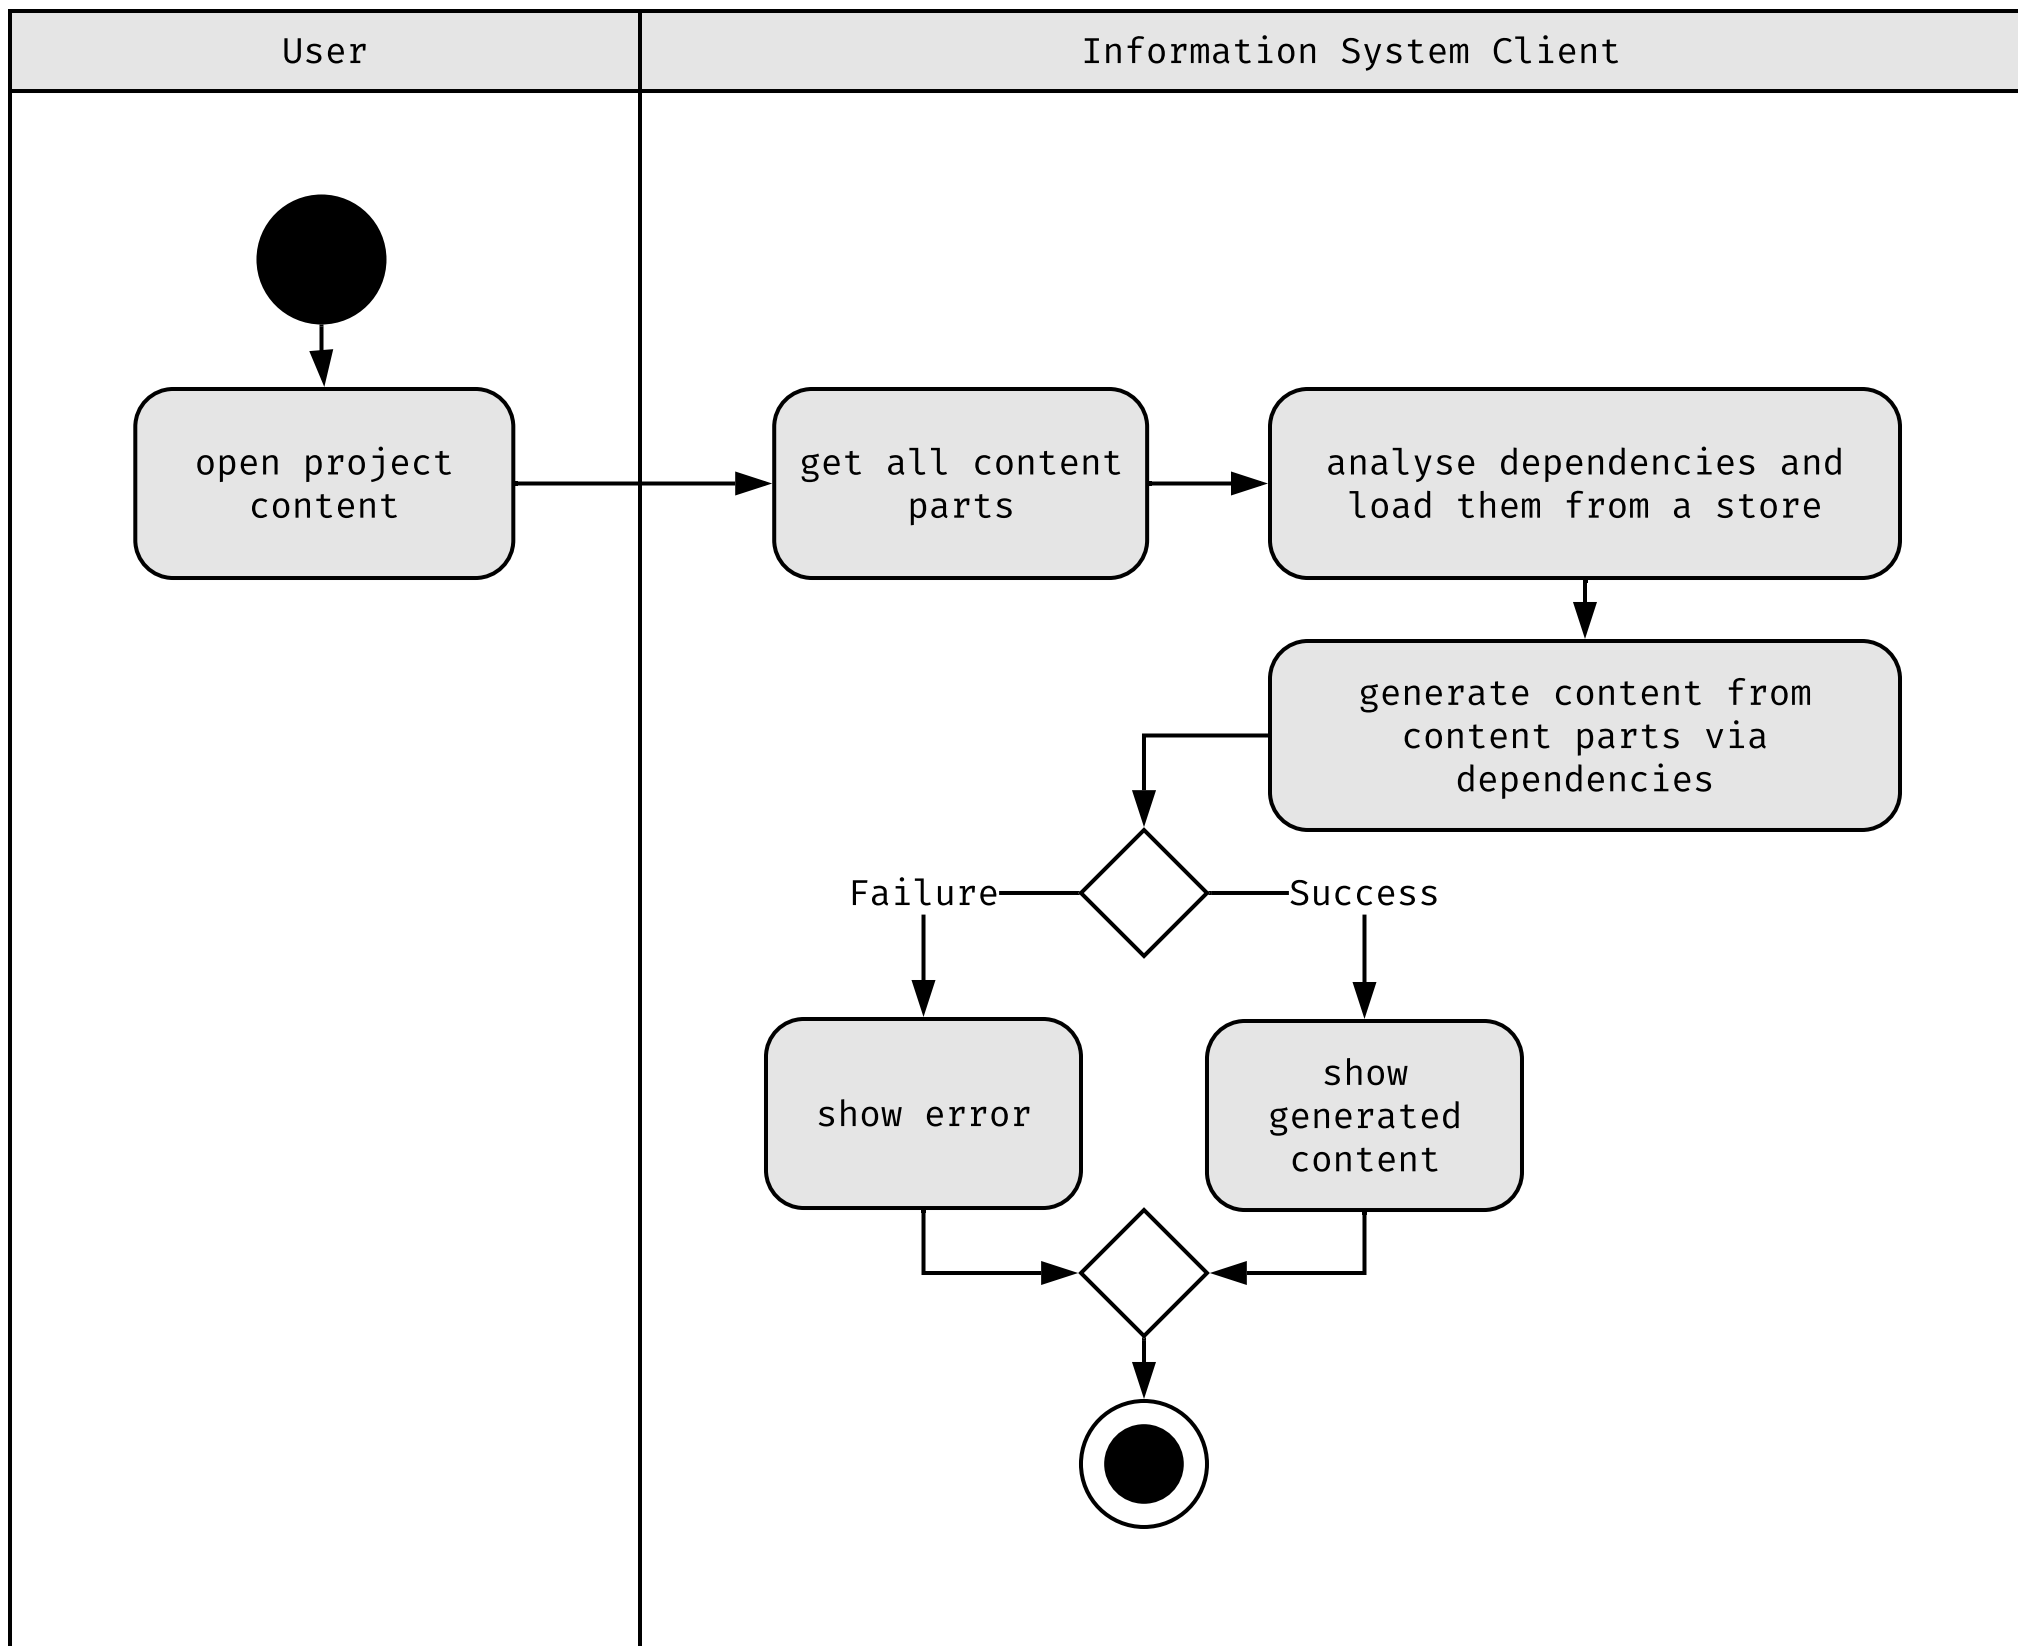 User
Information System Client
open project
content
get all content
parts
analyse dependencies and
load them from a store
generate content from
content parts via
dependencies
Failure
Success
show error
show
generated
content